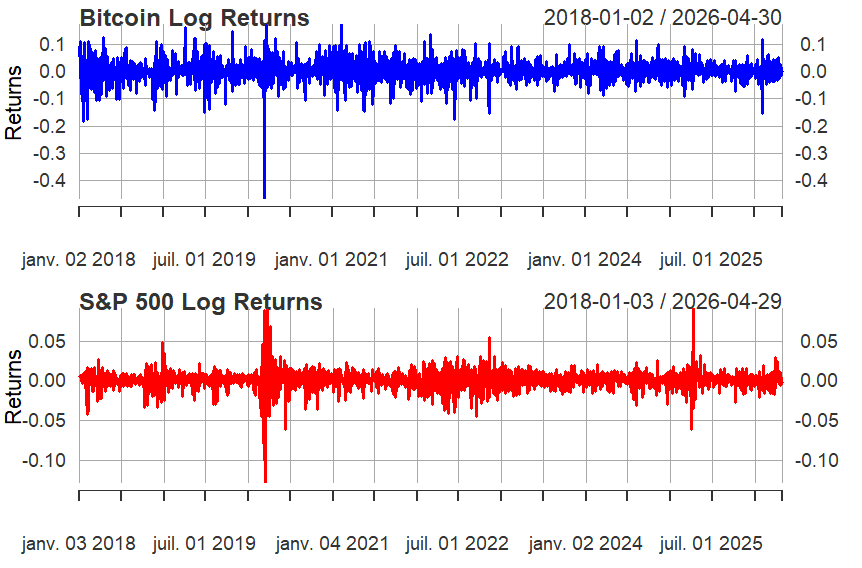 Bitcoin Log Returns 2018-01-02 / 2026-04-30
Returns
0.1 0.1
0.0 0.0
-0.1 -0.1
-0.2 -0.2
-0.3 -0.3
-0.4 -0.4
janv. 02 2018 juil. 01 2019 janv. 01 2021 juil. 01 2022 janv. 01 2024 juil. 01 2025
S&P 500 Log Returns 2018-01-03 / 2026-04-29
Returns
0.05 0.05
0.00 0.00
-0.05 -0.05
-0.10 -0.10
janv. 03 2018 juil. 01 2019 janv. 04 2021 juil. 01 2022 janv. 02 2024 juil. 01 2025